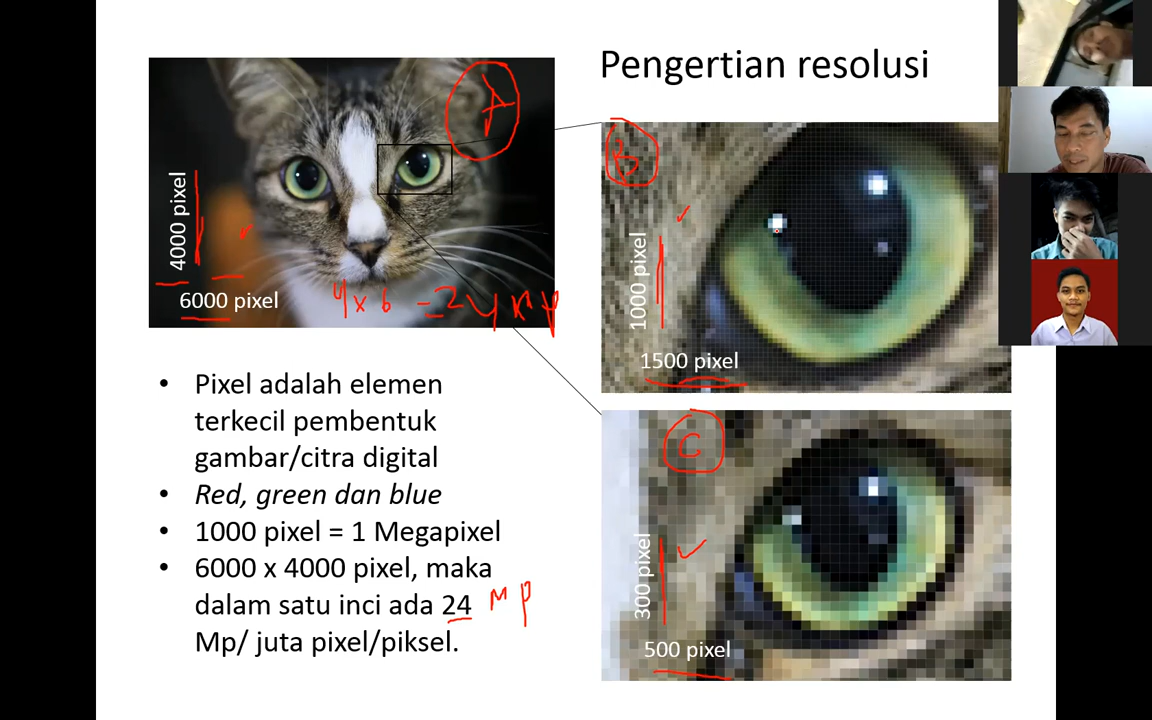 Pengertian resolusi
A
4000 pixel
6000 pixel
4 x 6 = 24 MP
B
1000 pixel
1500 pixel
• Pixel adalah elemen
terkecil pembentuk
gambar/citra digital
• Red, green dan blue
• 1000 pixel = 1 Megapixel
• 6000 x 4000 pixel, maka
dalam satu inci ada 24 MP
Mp/ juta pixel/piksel.
C
300 pixel
500 pixel